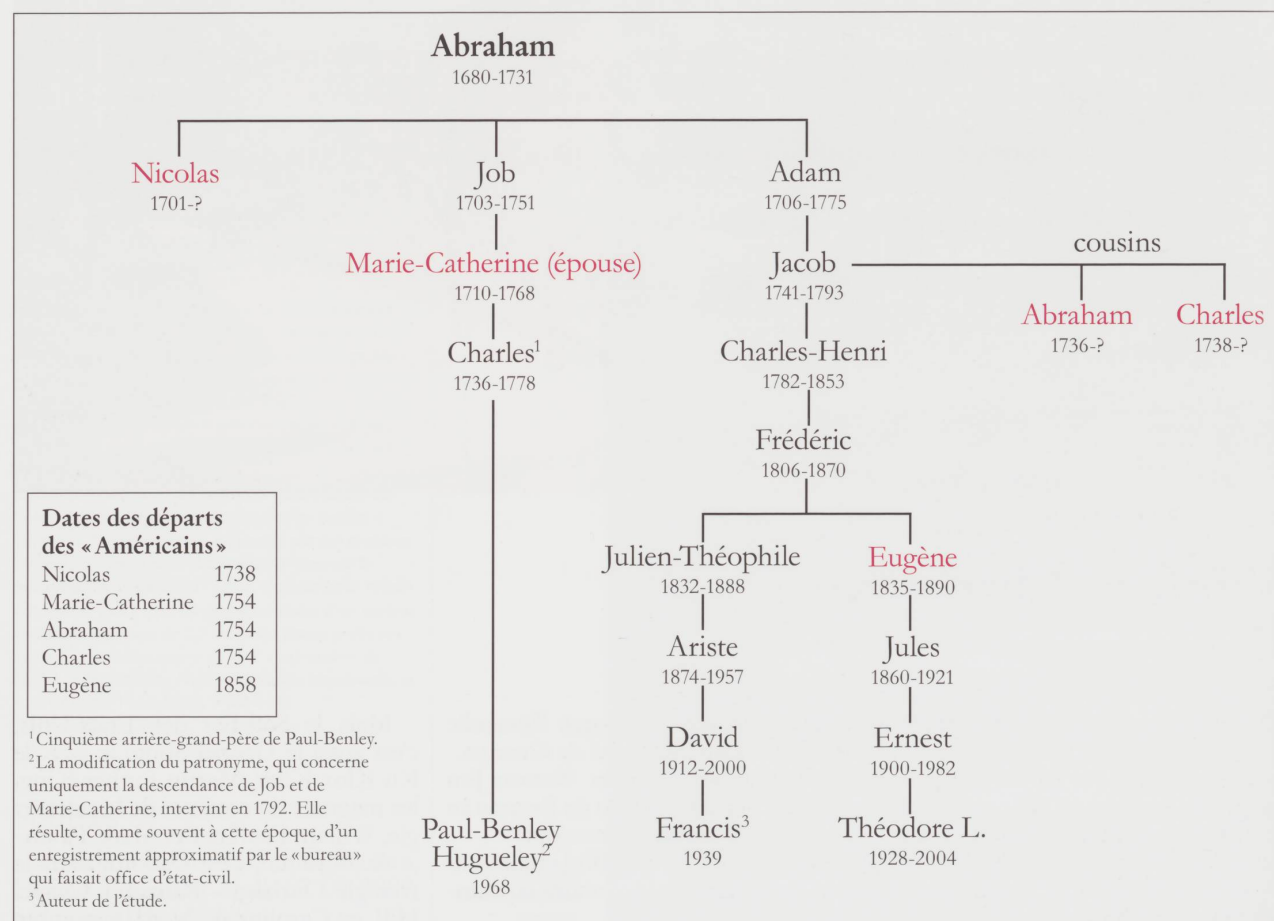 Abraham
1680-1731
Nicolas
1701-?
Job
1703-1751
Adam
1706-1775
Marie-Catherine (épouse)
1710-1768
Jacob
1741-1793
cousins
Abraham
1736-?
Charles
1738-?
Charles¹
1736-1778
Charles-Henri
1782-1853
Frédéric
1806-1870
Julien-Théophile
1832-1888
Eugène
1835-1890
Ariste
1874-1957
Jules
1860-1921
David
1912-2000
Ernest
1900-1982
Paul-Benley
Hugueley²
1968
Francis³
1939
Théodore L.
1928-2004
Dates des départs
des « Américains »
Nicolas 1738
Marie-Catherine 1754
Abraham 1754
Charles 1754
Eugène 1858
¹ Cinquième arrière-grand-père de Paul-Benley.
² La modification du patronyme, qui concerne
uniquement la descendance de Job et de
Marie-Catherine, intervint en 1792. Elle
résulte, comme souvent à cette époque, d'un
enregistrement approximatif par le « bureau »
qui faisait office d'état-civil.
³ Auteur de l'étude.